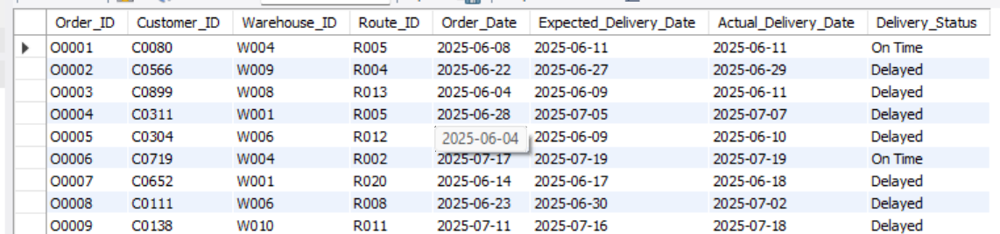 Order_ID Customer_ID Warehouse_ID Route_ID Order_Date Expected_Delivery_Date Actual_Delivery_Date Delivery_Status
O0001 C0080 W004 R005 2025-06-08 2025-06-11 2025-06-11 On Time
O0002 C0566 W009 R004 2025-06-22 2025-06-27 2025-06-29 Delayed
O0003 C0899 W008 R013 2025-06-04 2025-06-09 2025-06-11 Delayed
O0004 C0311 W001 R005 2025-06-28 2025-07-05 2025-07-07 Delayed
O0005 C0304 W006 R012 2025-06-04 2025-06-09 2025-06-10 Delayed
O0006 C0719 W004 R002 2025-07-17 2025-07-19 2025-07-19 On Time
O0007 C0652 W001 R020 2025-06-14 2025-06-17 2025-06-18 Delayed
O0008 C0111 W006 R008 2025-06-23 2025-06-30 2025-07-02 Delayed
O0009 C0138 W010 R011 2025-07-11 2025-07-16 2025-07-18 Delayed